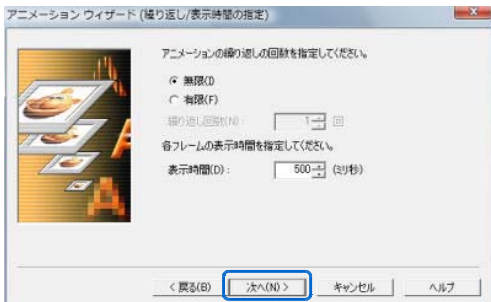 アニメーション ウィザード (繰り返し/表示時間の指定)
アニメーションの繰り返しの回数を指定してください。
無限(I)
有限(F)
繰り返し回数(N) : 1 回
各フレームの表示時間を指定してください。
表示時間(D) : 500 (ミリ秒)
< 戻る(B) 次へ(N) > キャンセル ヘルプ